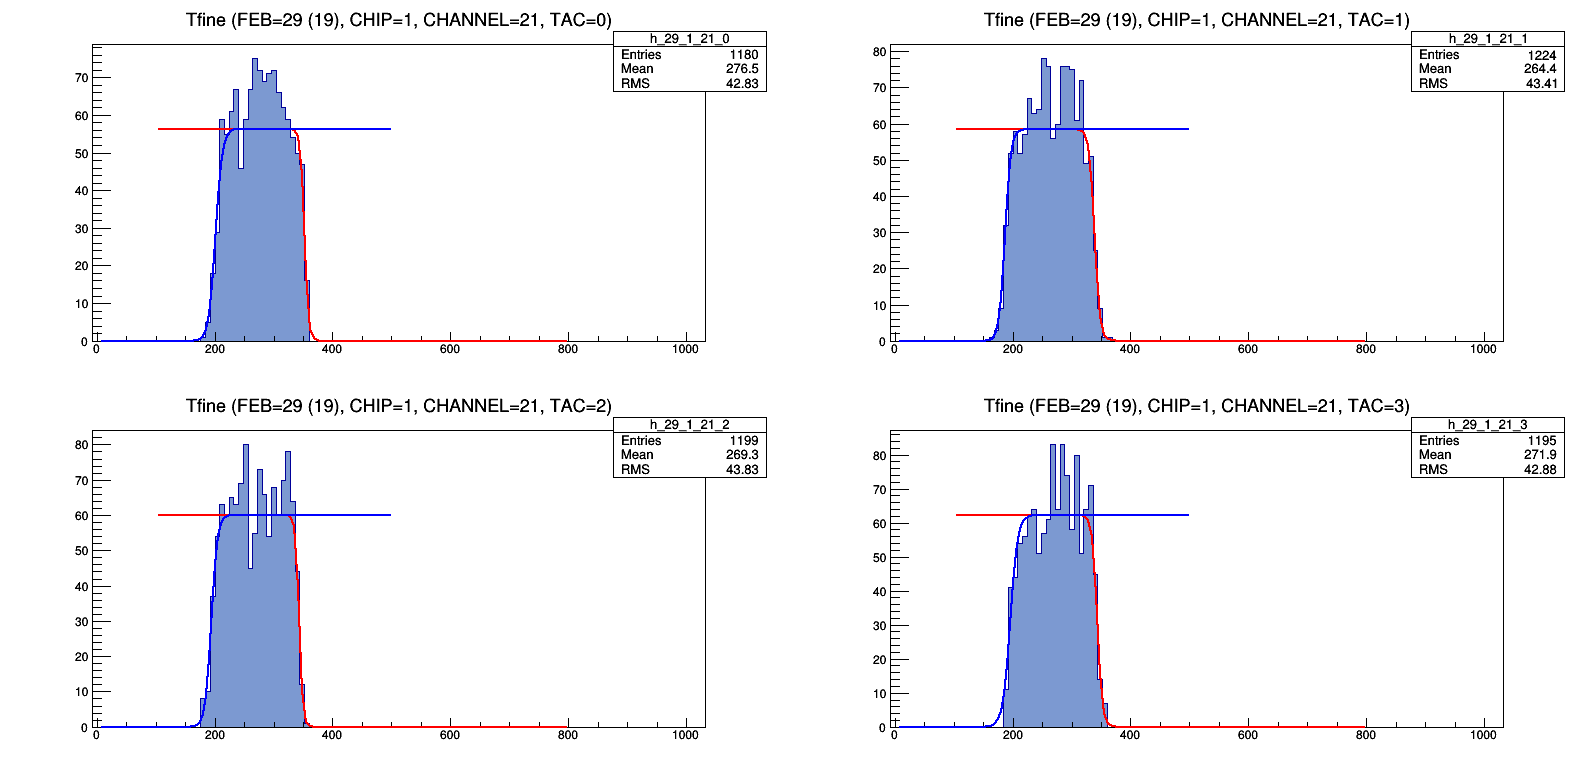 Tfine (FEB=29 (19), CHIP=1, CHANNEL=21, TAC=0)
h_29_1_21_0
Entries 1180
Mean 276.5
RMS 42.83
70
60
50
40
30
20
10
0
0 200 400 600 800 1000
Tfine (FEB=29 (19), CHIP=1, CHANNEL=21, TAC=1)
h_29_1_21_1
Entries 1224
Mean 264.4
RMS 43.41
80
70
60
50
40
30
20
10
0
0 200 400 600 800 1000
Tfine (FEB=29 (19), CHIP=1, CHANNEL=21, TAC=2)
h_29_1_21_2
Entries 1199
Mean 269.3
RMS 43.83
80
70
60
50
40
30
20
10
0
0 200 400 600 800 1000
Tfine (FEB=29 (19), CHIP=1, CHANNEL=21, TAC=3)
h_29_1_21_3
Entries 1195
Mean 271.9
RMS 42.88
80
70
60
50
40
30
20
10
0
0 200 400 600 800 1000